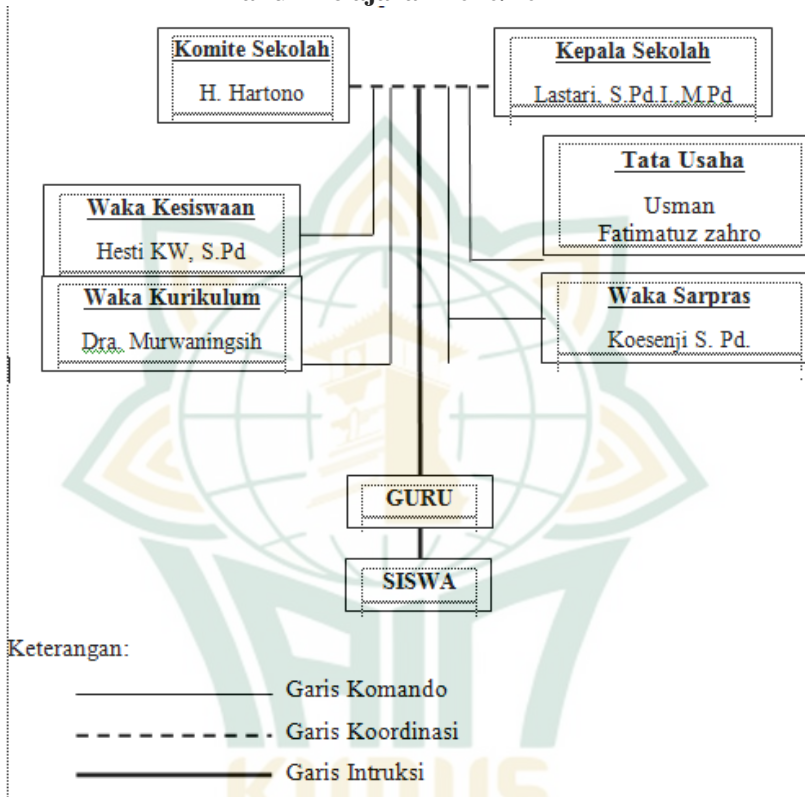 Komite Sekolah
H. Hartono
Kepala Sekolah
Lastari, S.Pd.I..M.Pd
Tata Usaha
Usman
Fatimatuz zahro
Waka Kesiswaan
Hesti KW, S.Pd
Waka Kurikulum
Dra. Murwaningsih
Waka Sarpras
Koesenji S. Pd.
GURU
SISWA
Keterangan:
Garis Komando
Garis Koordinasi
Garis Intruksi
KUDUS